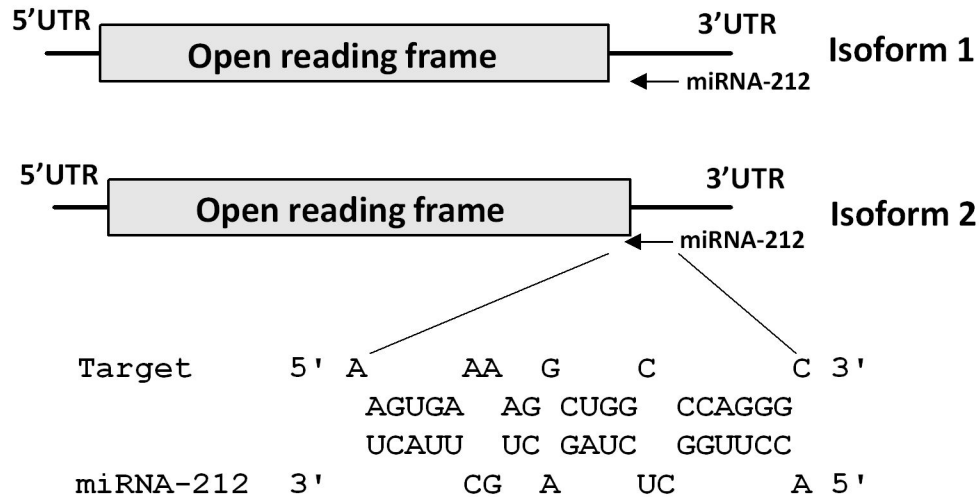 5'UTR
3'UTR
Open reading frame
Isoform 1
miRNA-212
5'UTR
3'UTR
Open reading frame
Isoform 2
miRNA-212
Target 5' A AA G C C 3'
AGUGA AG CUGG CCAGGG
UCAUU UC GAUC GGUUCC
miRNA-212 3' CG A UC A 5'